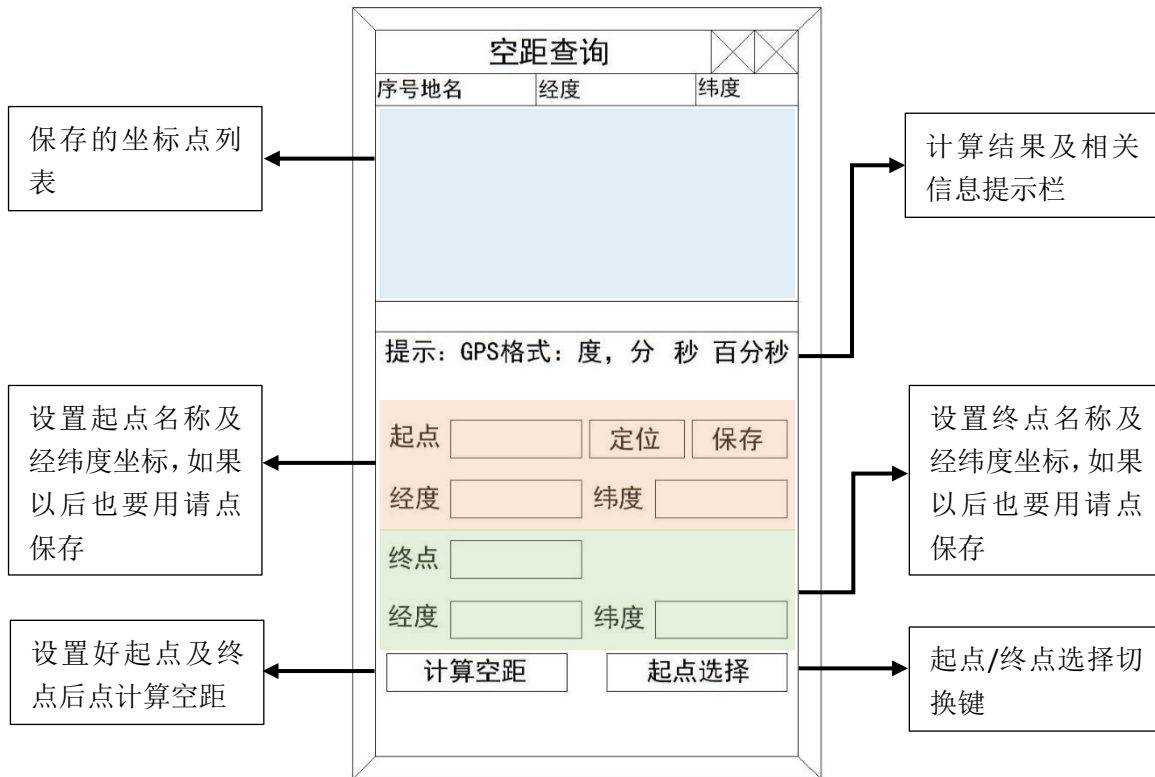 空距查询
序号地名 经度 纬度
保存的坐标点列
表
计算结果及相关
信息提示栏
提示：GPS格式：度，分 秒 百分秒
设置起点名称及
经纬度坐标,如果
以后也要用请点
保存
起点 定位 保存
经度 纬度
终点
经度 纬度
设置终点名称及
经纬度坐标,如果
以后也要用请点
保存
设置好起点及终
点后点计算空距
计算空距 起点选择
起点/终点选择切
换键